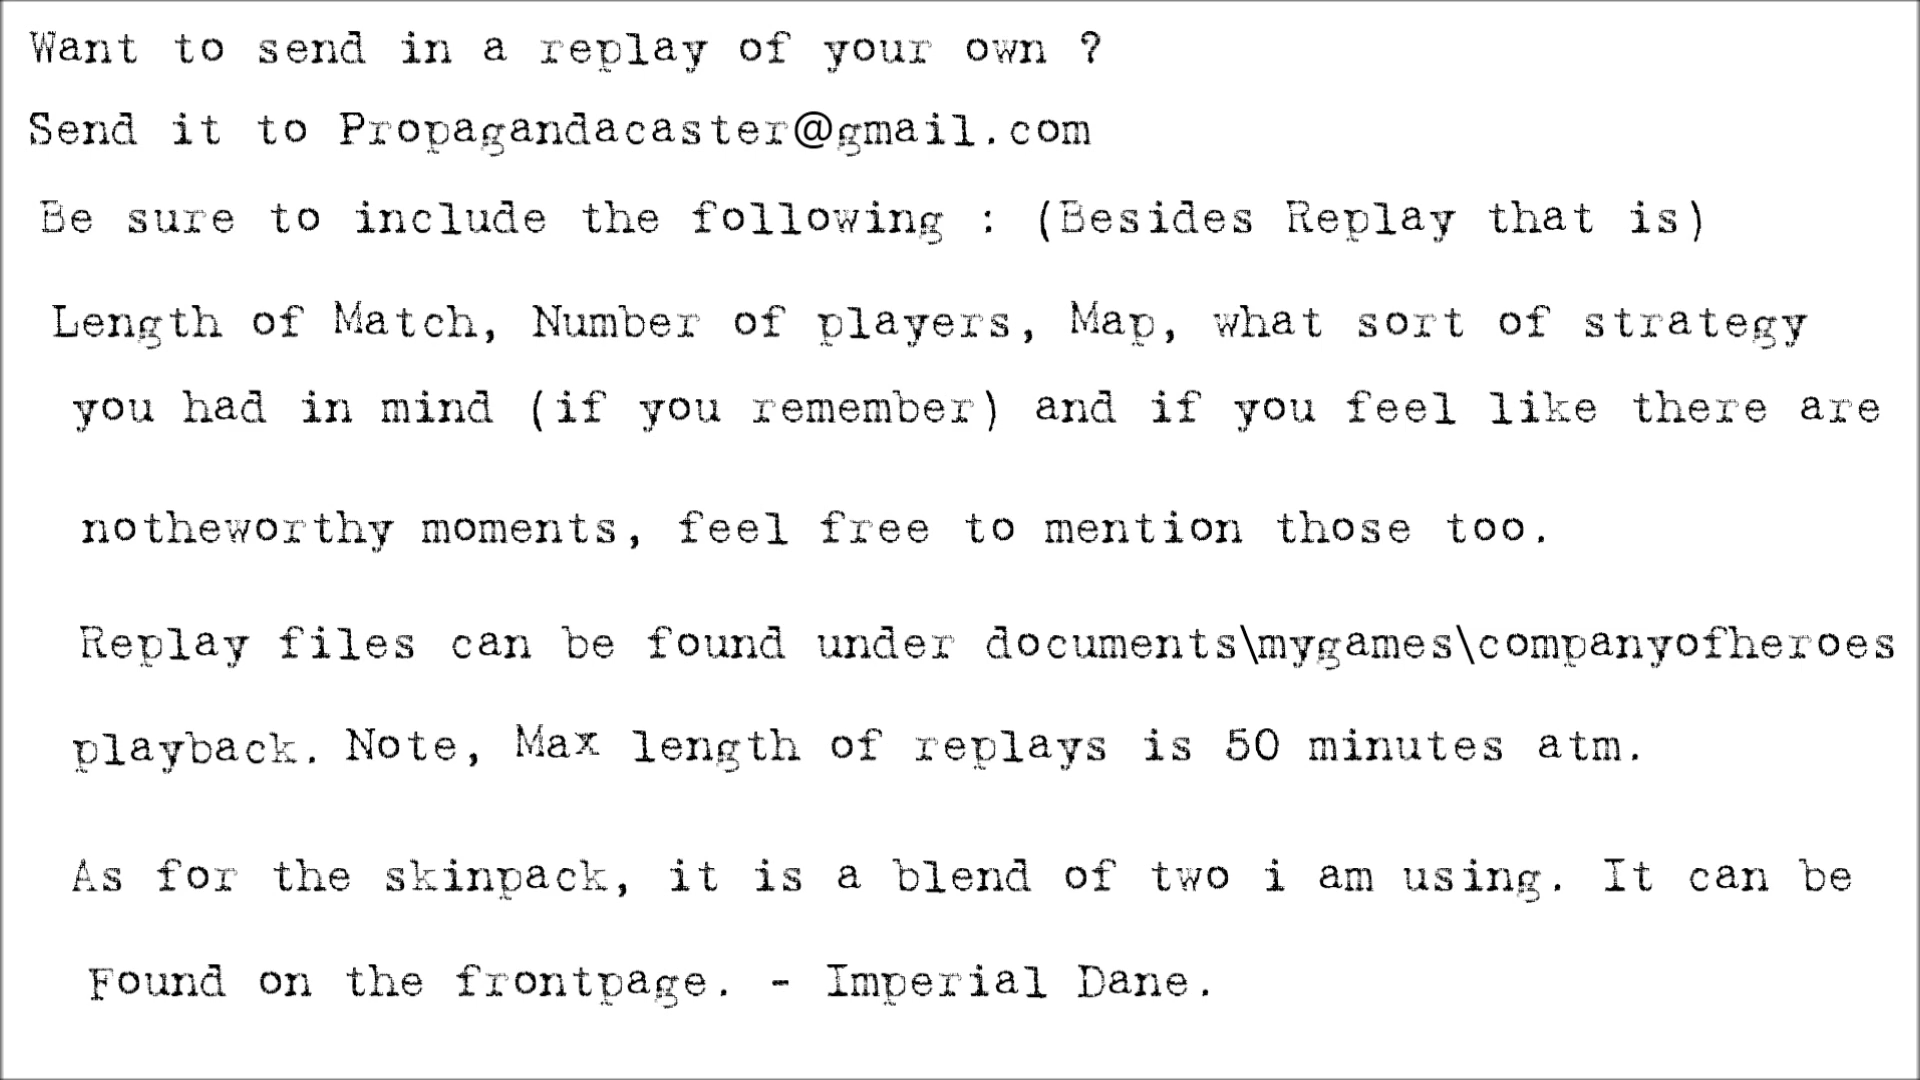 Want to send in a replay of your own ?
Send it to Propagandacaster@gmail.com
Be sure to include the following : (Besides Replay that is)
Length of Match, Number of players, Map, what sort of strategy
you had in mind (if you remember) and if you feel like there are
notheworthy moments, feel free to mention those too.
Replay files can be found under documents\mygames\companyofheroes
playback. Note, Max length of replays is 50 minutes atm.
As for the skinpack, it is a blend of two i am using. It can be
Found on the frontpage. - Imperial Dane.